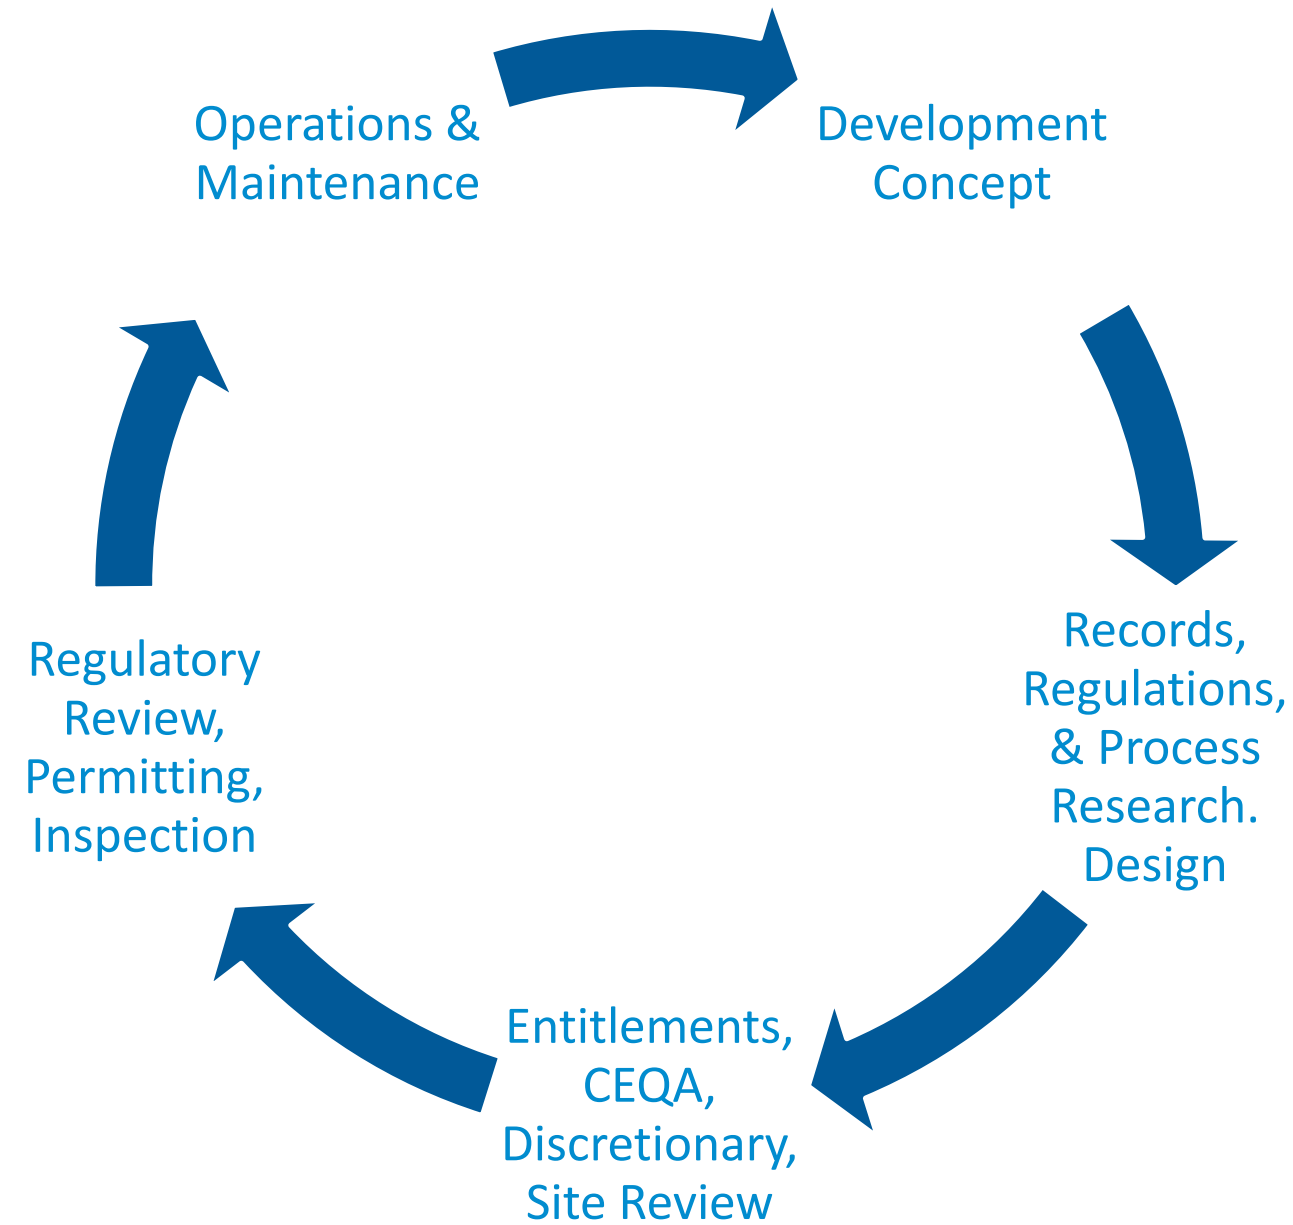 Operations &
Maintenance
Development
Concept
Records,
Regulations,
& Process
Research.
Design
Entitlements,
CEQA,
Discretionary,
Site Review
Regulatory
Review,
Permitting,
Inspection